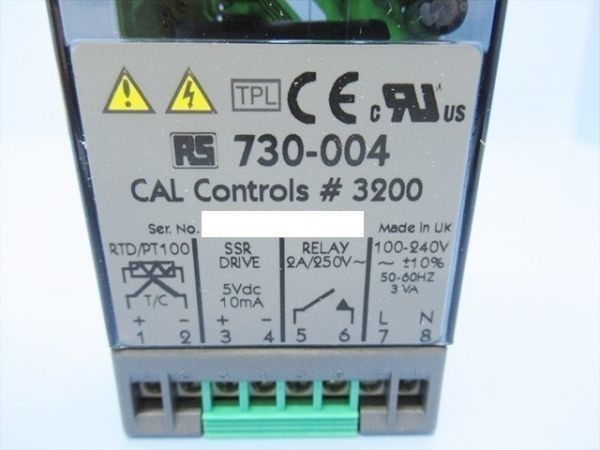 TPL CE c RU US
RS 730-004
CAL Controls # 3200
Ser. No. Made in UK
RTD/PT100 SSR DRIVE RELAY 2A/250V~ 100-240V
~ ±10%
50-60HZ
3 VA
T/C 5Vdc 10mA
+ - + - L N
1 2 3 4 5 6 7 8